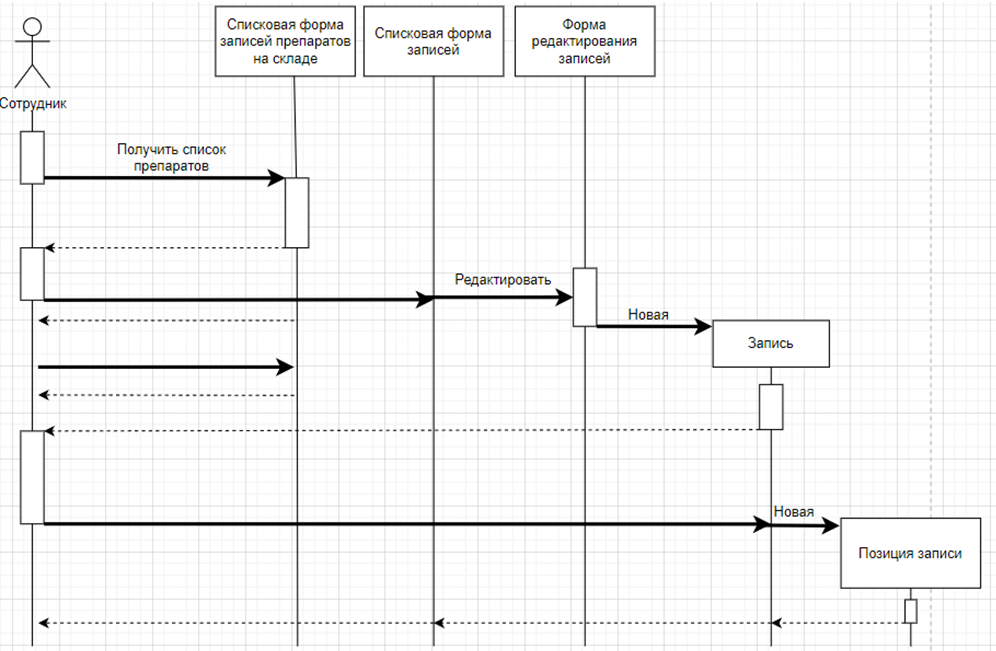 Сотрудник
Списковая форма
записей препаратов
на складе
Списковая форма
записей
Форма
редактирования
записей
Получить список
препаратов
Редактировать
Новая
Запись
Новая
Позиция записи